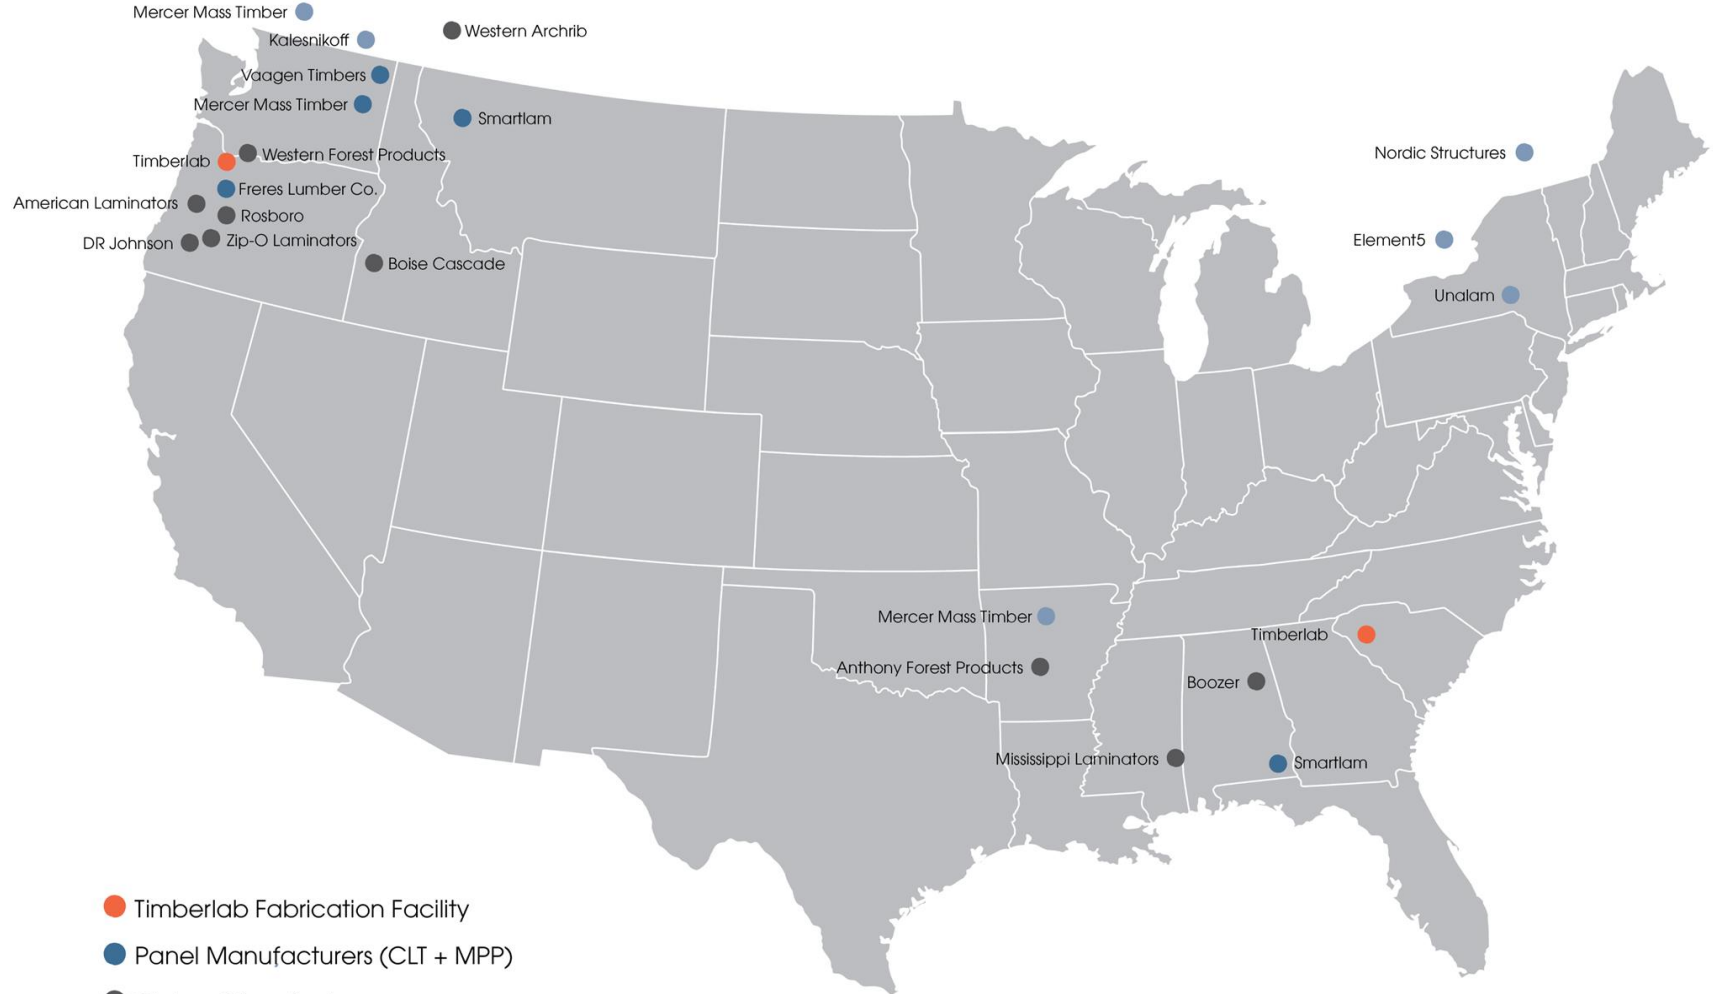 Mercer Mass Timber
Western Archrib
Kalesnikoff
Vaagen Timbers
Mercer Mass Timber
Smartlam
Nordic Structures
Western Forest Products
Timberlab
Freres Lumber Co.
American Laminators
Rosboro
Element5
Zip-O Laminators
DR Johnson
Boise Cascade
Unalam
Mercer Mass Timber
Timberlab
Anthony Forest Products
Boozer
Mississippi Laminators
Smartlam
Timberlab Fabrication Facility
Panel Manufacturers (CLT + MPP)